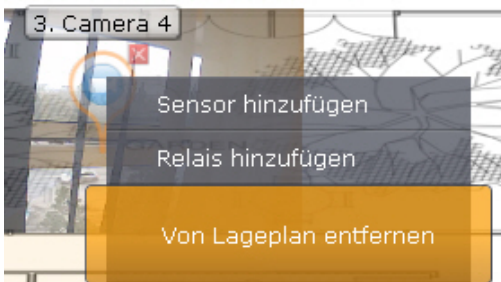 3. Camera 4
Sensor hinzufügen
Relais hinzufügen
Von Lageplan entfernen